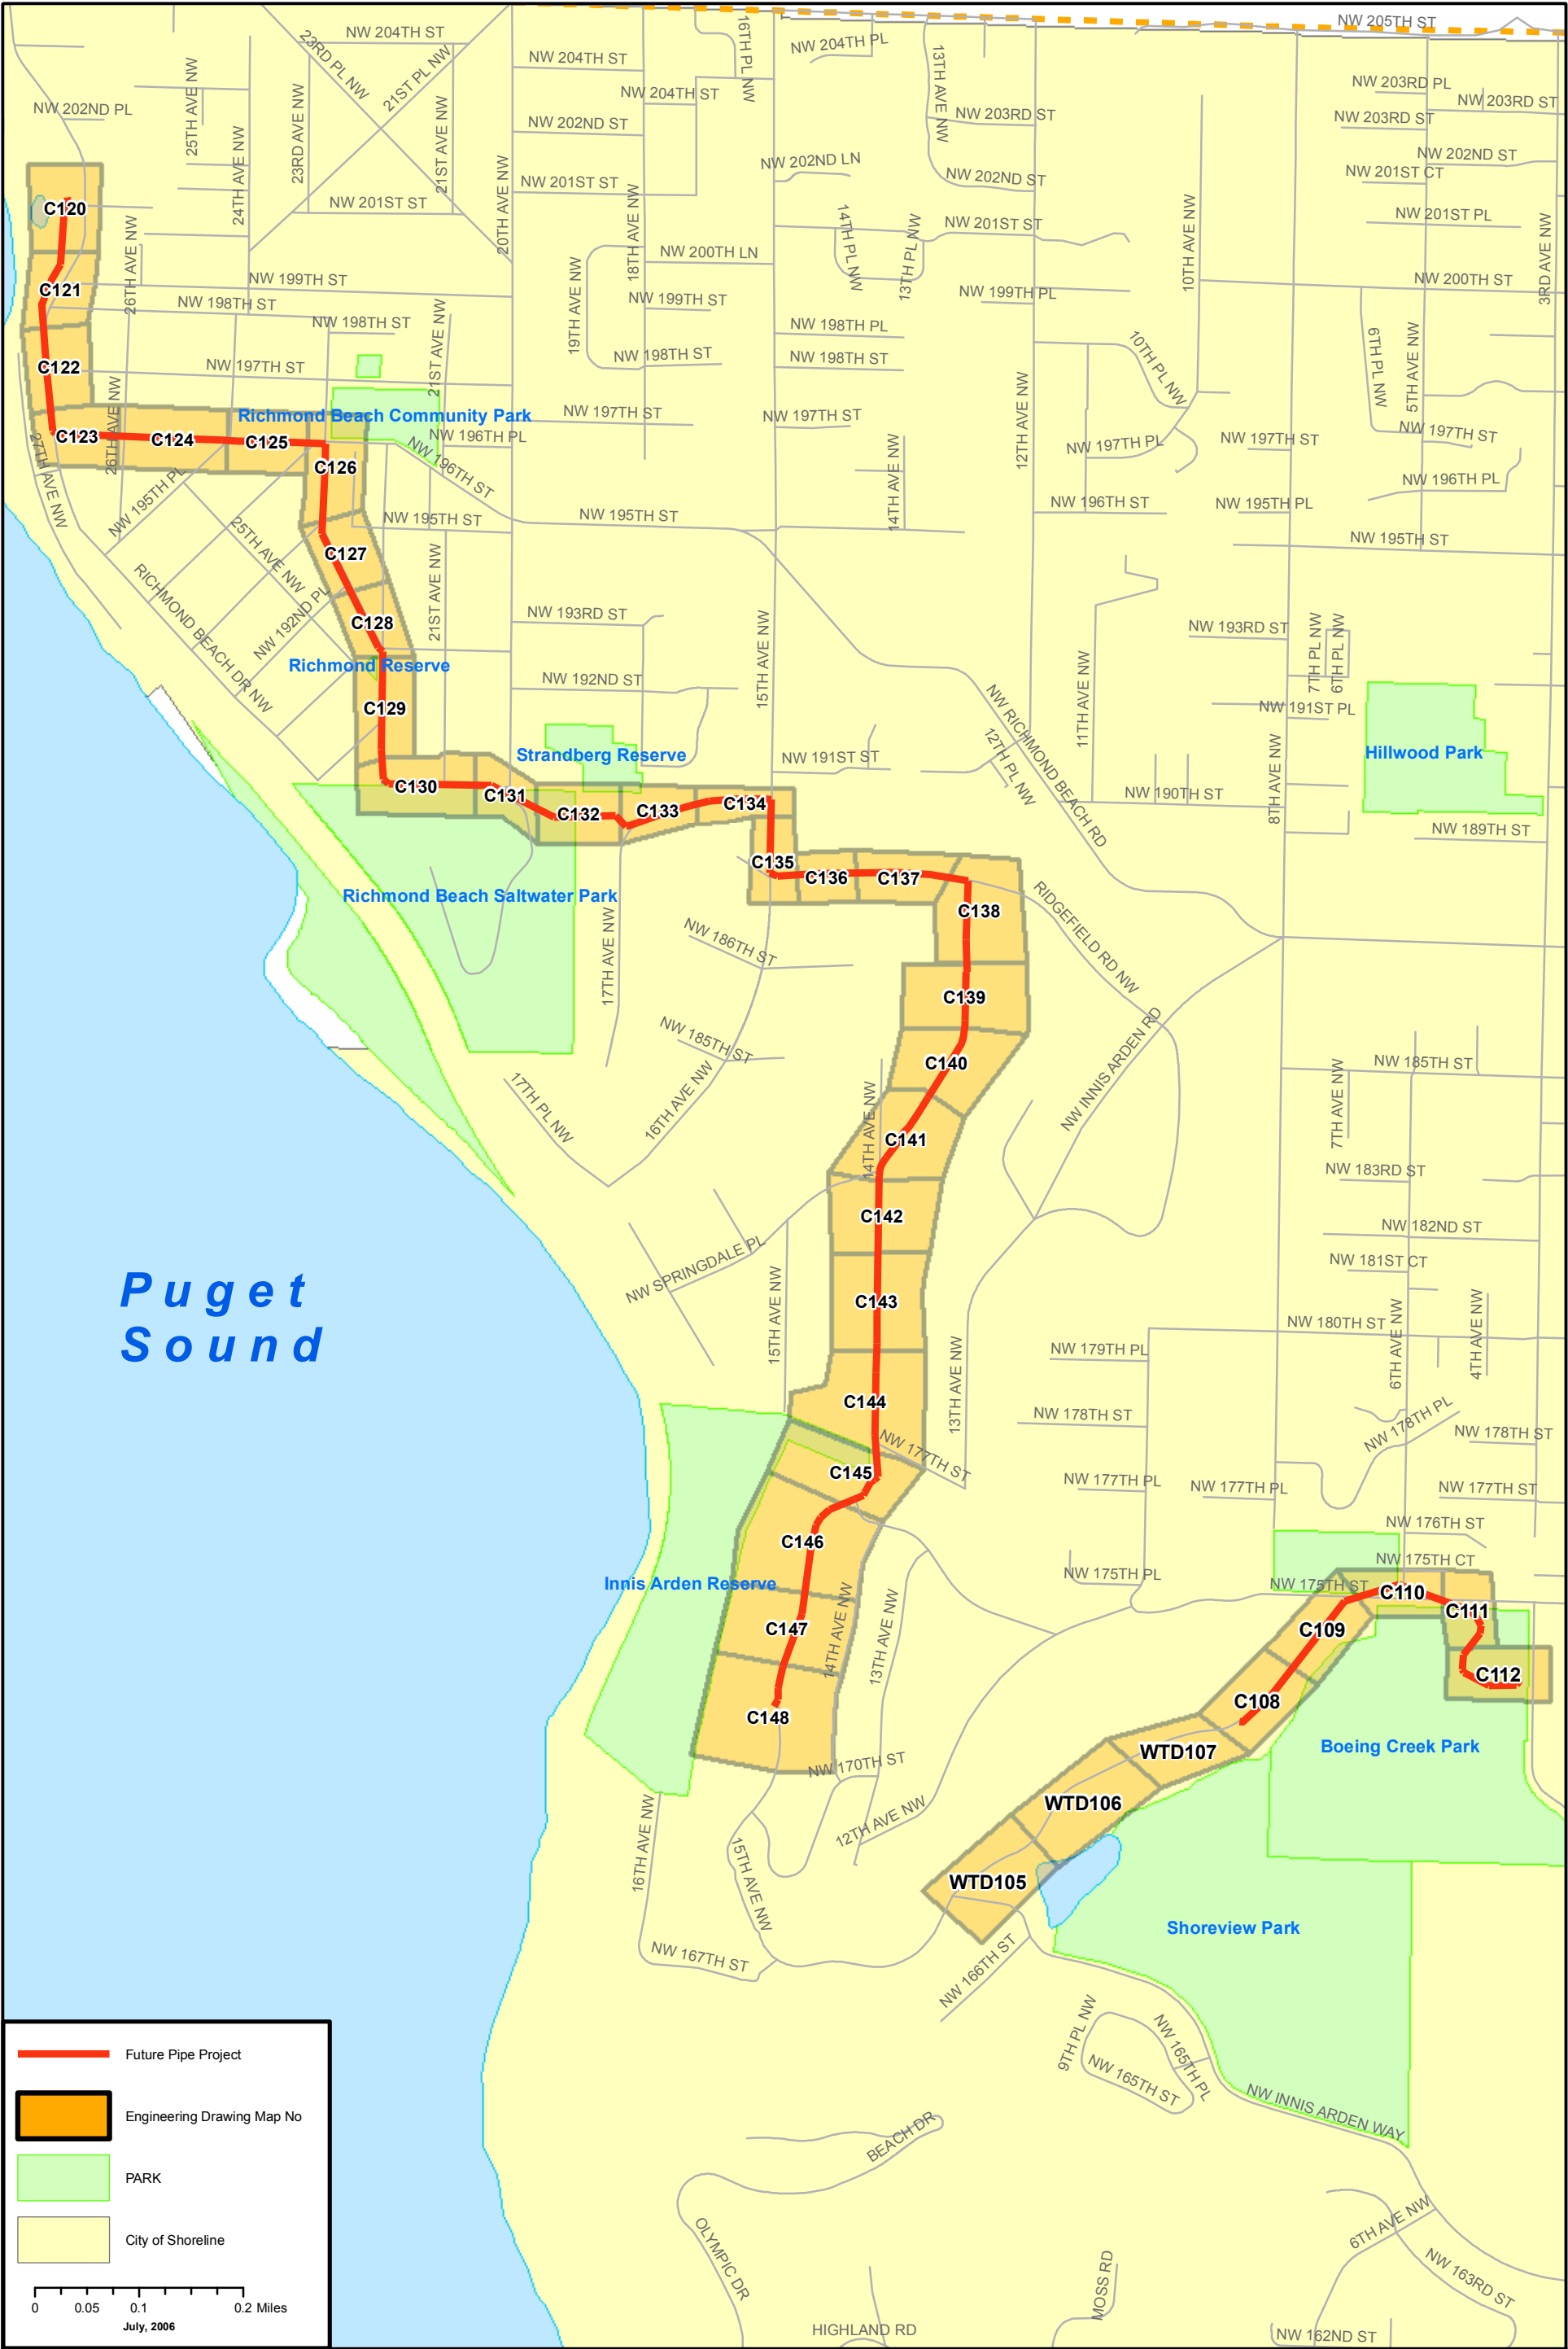 NW 205TH ST
NW 204TH ST
23RD PL NW
21ST PL NW
16TH PL NW
NW 204TH PL
NW 204TH ST
13TH AVE NW
NW 203RD PL
NW 203RD ST
NW 204TH ST
NW 202ND PL
25TH AVE NW
23RD AVE NW
21ST AVE NW
24TH AVE NW
NW 203RD ST
NW 203RD ST
NW 202ND ST
NW 202ND LN
NW 202ND ST
NW 202ND ST
NW 201ST CT
NW 201ST ST
NW 201ST ST
20TH AVE NW
18TH AVE NW
14TH PL NW
13TH PL NW
NW 201ST ST
NW 201ST PL
10TH AVE NW
3RD AVE NW
C120
26TH AVE NW
NW 200TH LN
NW 200TH ST
C121
NW 199TH ST
NW 198TH ST
NW 198TH ST
19TH AVE NW
NW 199TH ST
NW 199TH PL
NW 198TH PL
NW 198TH ST
NW 198TH ST
10TH PL NW
6TH PL NW
5TH AVE NW
C122
NW 197TH ST
21ST AVE NW
26TH AVE NW
Richmond Beach Community Park
NW 197TH ST
NW 197TH ST
12TH AVE NW
NW 197TH PL
NW 197TH ST
NW 197TH ST
C123
C124
C125
C126
NW 196TH PL
NW 196TH ST
27TH AVE NW
NW 195TH PL
14TH AVE NW
NW 196TH ST
NW 195TH PL
NW 196TH PL
NW 195TH ST
NW 195TH ST
NW 195TH ST
25TH AVE NW
C127
21ST AVE NW
RICHMOND BEACH DR NW
NW 192ND PL
C128
NW 193RD ST
15TH AVE NW
NW 193RD ST
7TH PL NW
6TH PL NW
11TH AVE NW
Richmond Reserve
NW 192ND ST
NW RICHMOND BEACH RD
NW 191ST PL
C129
Strandberg Reserve
NW 191ST ST
12TH PL NW
8TH AVE NW
Hillwood Park
C130
C131
C132
C133
C134
NW 190TH ST
NW 189TH ST
C135
C136
C137
Richmond Beach Saltwater Park
C138
RIDGEFIELD RD NW
17TH AVE NW
NW 186TH ST
C139
NW 185TH ST
C140
NW INNIS ARDEN RD
NW 185TH ST
7TH AVE NW
17TH PL NW
16TH AVE NW
14TH AVE NW
C141
NW 183RD ST
C142
NW 182ND ST
NW SPRINGDALE PL
NW 181ST CT
Puget
Sound
15TH AVE NW
C143
NW 180TH ST
13TH AVE NW
NW 179TH PL
6TH AVE NW
4TH AVE NW
C144
NW 178TH ST
NW 178TH PL
NW 178TH ST
NW 177TH ST
C145
NW 177TH PL
NW 177TH PL
NW 177TH ST
NW 176TH ST
C146
NW 175TH CT
Innis Arden Reserve
NW 175TH PL
NW 175TH ST
C110
C111
14TH AVE NW
13TH AVE NW
C147
C109
C112
C148
C108
WTD107
Boeing Creek Park
NW 170TH ST
WTD106
12TH AVE NW
16TH AVE NW
15TH AVE NW
WTD105
Shoreview Park
NW 167TH ST
NW 166TH ST
9TH PL NW
NW 165TH PL
NW 165TH ST
NW INNIS ARDEN WAY
BEACH DR
OLYMPIC DR
MOSS RD
6TH AVE NW
NW 163RD ST
HIGHLAND RD
NW 162ND ST
Future Pipe Project
Engineering Drawing Map No
PARK
City of Shoreline
0 0.05 0.1 0.2 Miles
July, 2006